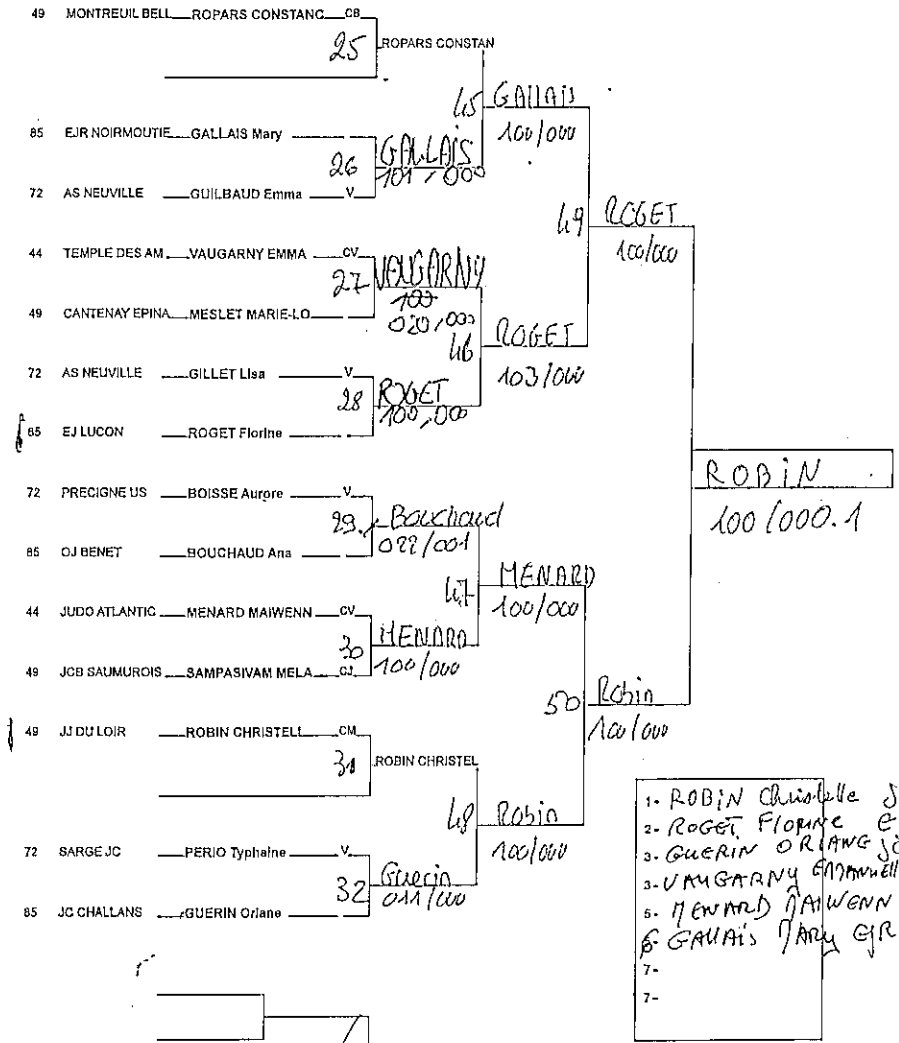 49 MONTREUIL BELL ROPARS CONSTANC CB
25 ROPARS CONSTAN
45 GALLAIS
100/000
85 EJR NOIRMOUTIE GALLAIS Mary
26 GALLAIS
101/000
72 AS NEUVILLE GUILBAUD Emma V
49 ROGET
100/000
44 TEMPLE DES AM. VAUGARNY EMMA CV
27 VAUGARNY
100
020/000
49 CANTENAY EPINA MESLET MARIE-LO
46 ROGET
103/000
72 AS NEUVILLE GILLET Lisa V
28 ROGET
100,000
85 EJ LUCON ROGET Florine
ROBIN
100/000.1
72 PRECIGNE US BOISSE Aurore V
29 Bouchaud
022/001
85 OJ BENET BOUCHAUD Ana
47 MENARD
100/000
44 JUDO ATLANTIC MENARD MAIWENN CV
30 MENARD
100/000
49 JCB SAUMUROIS SAMPASIVAM MELA CJ
50 Robin
100/000
49 JJ DU LOIR ROBIN CHRISTELL CM
31 ROBIN CHRISTEL
48 Robin
100/000
72 SARGE JC PERIO Typhaine V
32 Guerin
011/000
85 JC CHALLANS GUERIN Oriane
1- ROBIN Christelle J
2- ROGET Florine E
3- GUERIN ORIANE JC
3- VAUGARNY EMANUELL
5- MENARD MAIWENN
6- GALLAIS MARY EJR
7-
7-